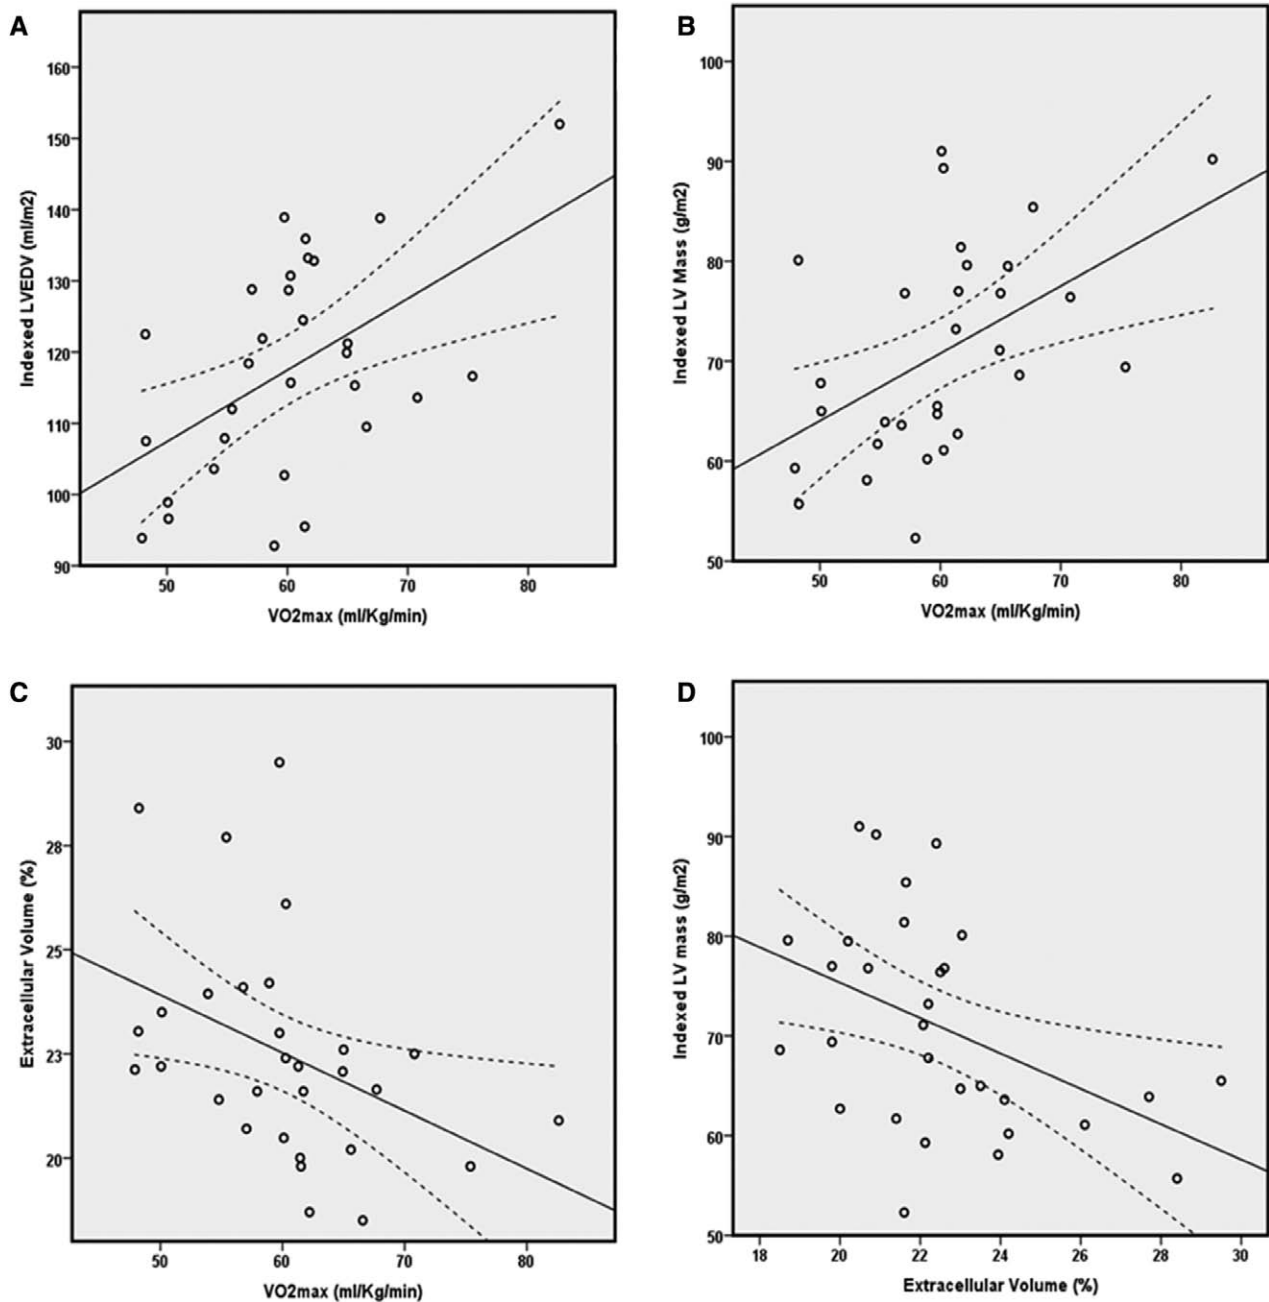 A
160
150
140
130
120
110
100
90
Indexed LVEDV (ml/m2)
50 60 70 80
VO2max (ml/Kg/min)
B
100
90
80
70
60
50
Indexed LV Mass (g/m2)
50 60 70 80
VO2max (ml/Kg/min)
C
30
28
25
23
20
Extracellular Volume (%)
50 60 70 80
VO2max (ml/Kg/min)
D
100
90
80
70
60
50
Indexed LV mass (g/m2)
18 20 22 24 26 28 30
Extracellular Volume (%)